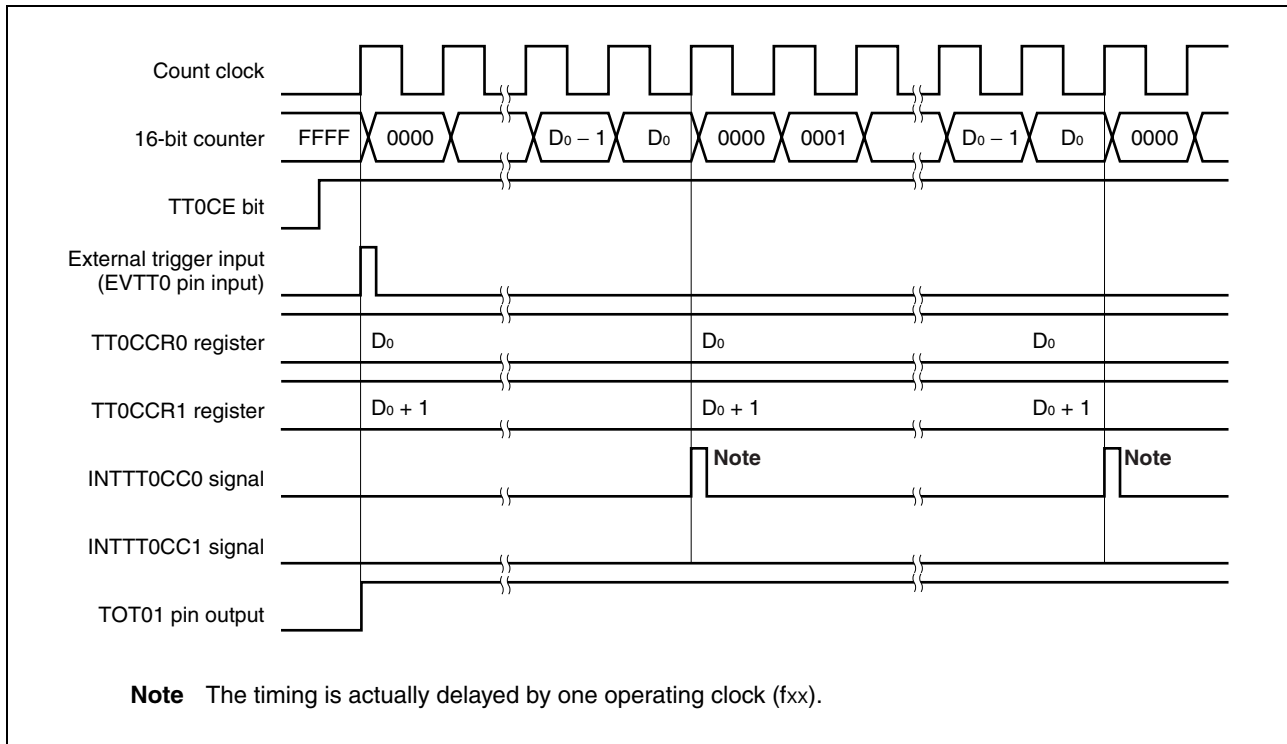 Count clock
16-bit counter FFFF 0000 D0 − 1 D0 0000 0001 D0 − 1 D0 0000
TT0CE bit
External trigger input
(EVTT0 pin input)
TT0CCR0 register D0 D0 D0
TT0CCR1 register D0 + 1 D0 + 1 D0 + 1
INTTT0CC0 signal Note Note
INTTT0CC1 signal
TOT01 pin output
Note The timing is actually delayed by one operating clock (fxx).